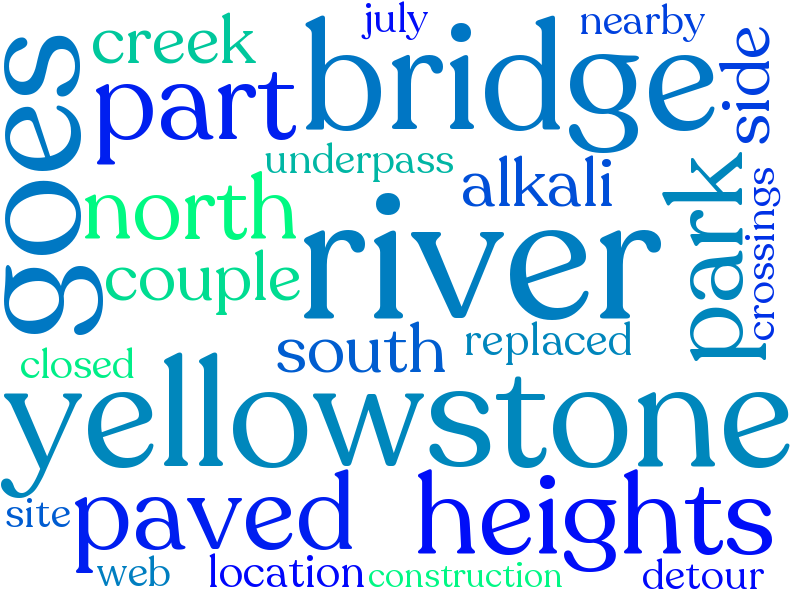 july
nearby
creek
bridge
side
goes
part
underpass
alkali
park
north
river
crossings
couple
south
replaced
closed
yellowstone
site
paved
heights
web
location
construction
detour